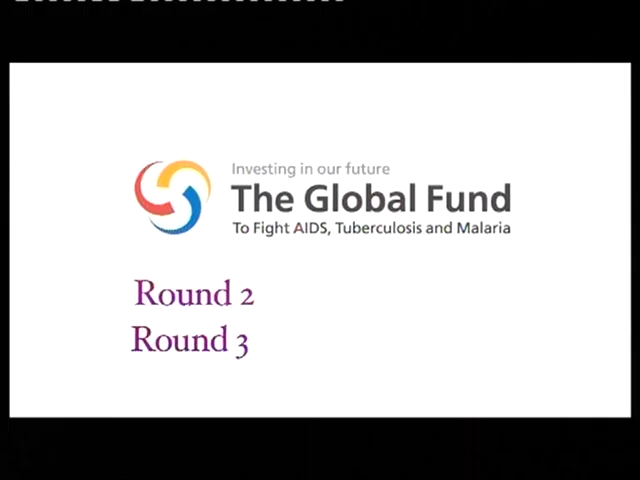 Investing in our future
The Global Fund
To Fight AIDS, Tuberculosis and Malaria
Round 2
Round 3